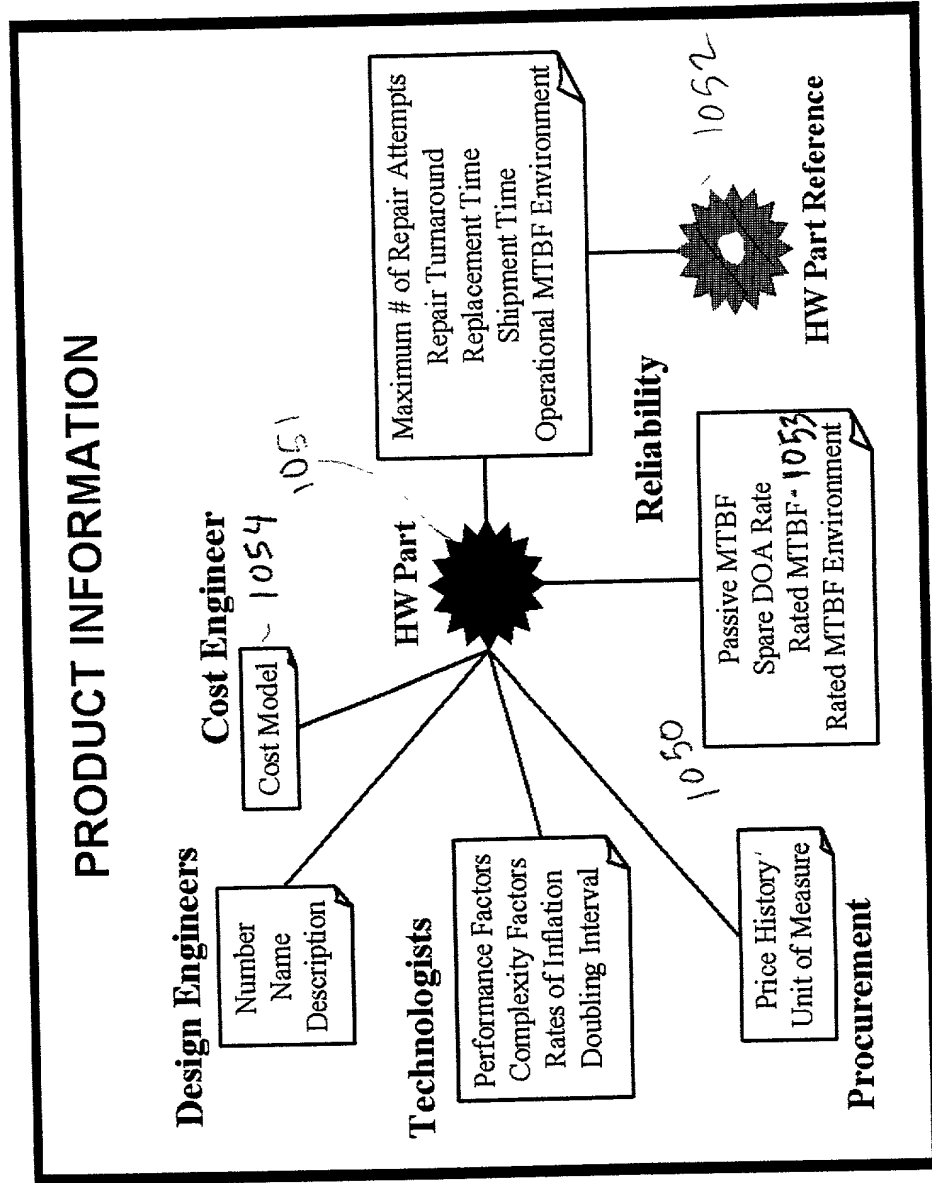 PRODUCT INFORMATION
Design Engineers
Number
Name
Description
Cost Engineer
Cost Model ~ 1054
1051
HW Part
Maximum # of Repair Attempts
Repair Turnaround
Replacement Time
Shipment Time
Operational MTBF Environment
Technologists
Performance Factors
Complexity Factors
Rates of Inflation
Doubling Interval
Reliability
Passive MTBF
Spare DOA Rate
Rated MTBF - 1053
Rated MTBF Environment
1052
HW Part Reference
1050
Price History
Unit of Measure
Procurement